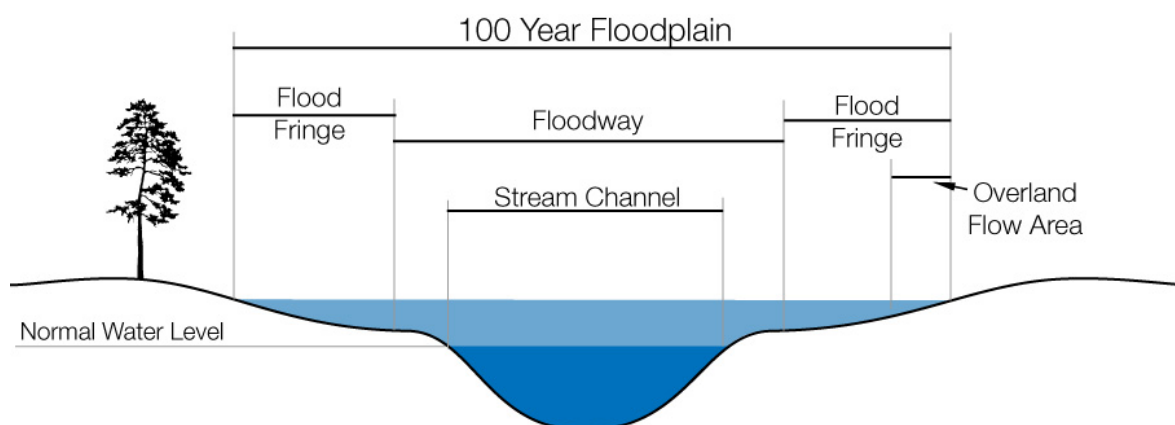 100 Year Floodplain
Flood
Fringe
Floodway
Flood
Fringe
Stream Channel
Overland
Flow Area
Normal Water Level